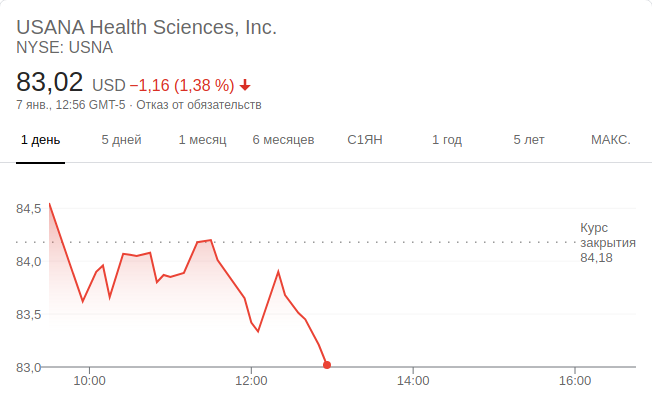 USANA Health Sciences, Inc.
NYSE: USNA
83,02 USD −1,16 (1,38 %)
7 янв., 12:56 GMT-5 · Отказ от обязательств
1 день 5 дней 1 месяц 6 месяцев С1ЯН 1 год 5 лет МАКС.
84,5
Курс
закрытия
84,18
84,0
83,5
83,0
10:00 12:00 14:00 16:00